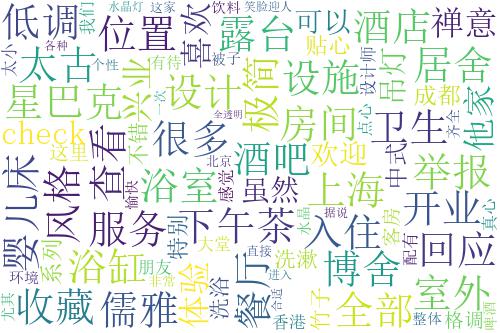 低调
我们
水晶灯
这家
饮料
笑脸迎人
位置
喜欢
露台
可以
酒店
禅意
太小
各种
太古
个性
有待
被子
贴心
设计师
居舍
星巴克
兴业
设计
极简
设施
吊灯
成都
点心
齐全
check
这里
查看
不错
很多
一次
全透明
房间
卫生
他家
婴儿床
风格
愉快
浴室
北京
感觉
酒吧
欢迎
中式
举报
虽然
上海
服务
特别
下午茶
水晶
据说
入住
客房
开业
真心
系列
浴缸
朋友
大堂
直接
洗漱
博舍
配有
回应
环境
非常
体验
洗浴
进入
餐厅
合适
竹子
全部
室外
尤其
收藏
儒雅
香港
整体
格调